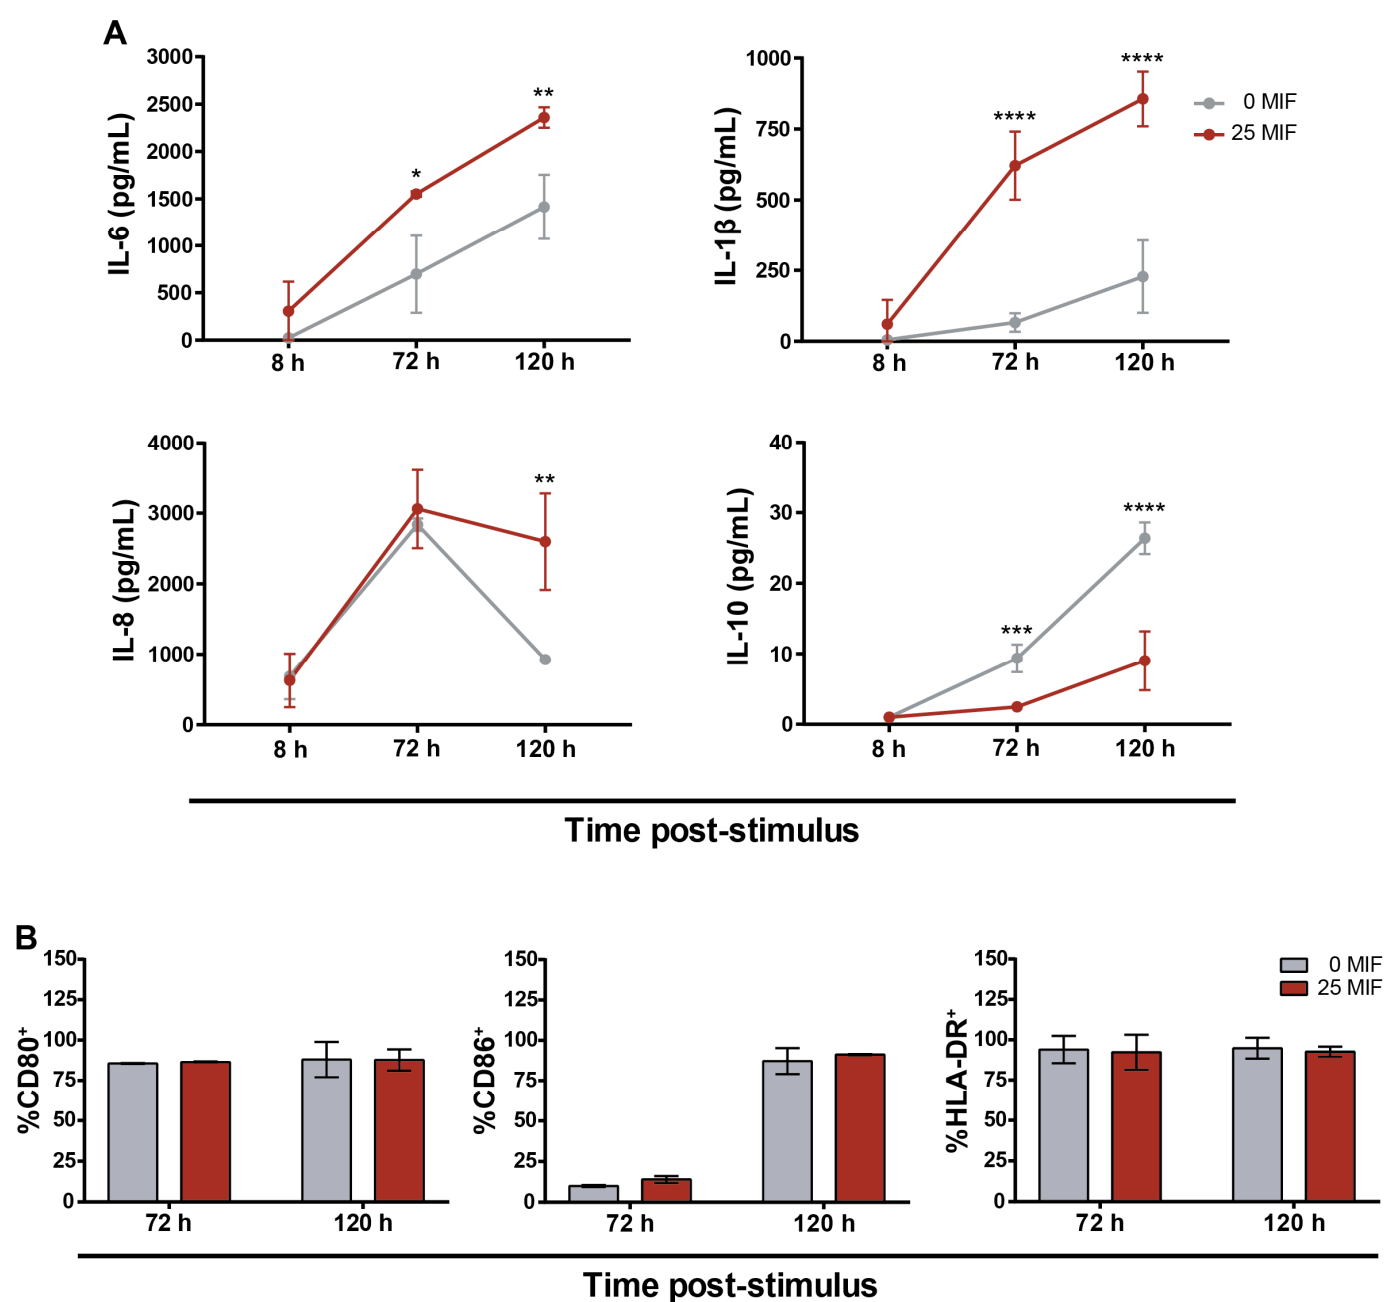 A
3000
2500
2000
1500
1000
500
0
IL-6 (pg/mL)
*
**
8 h
72 h
120 h
1000
750
500
250
0
IL-1β (pg/mL)
****
****
8 h
72 h
120 h
0 MIF
25 MIF
4000
3000
2000
1000
0
IL-8 (pg/mL)
**
8 h
72 h
120 h
40
30
20
10
0
IL-10 (pg/mL)
***
****
8 h
72 h
120 h
Time post-stimulus
B
150
125
100
75
50
25
0
%CD80+
72 h
120 h
150
125
100
75
50
25
0
%CD86+
72 h
120 h
150
125
100
75
50
25
0
%HLA-DR+
72 h
120 h
0 MIF
25 MIF
Time post-stimulus